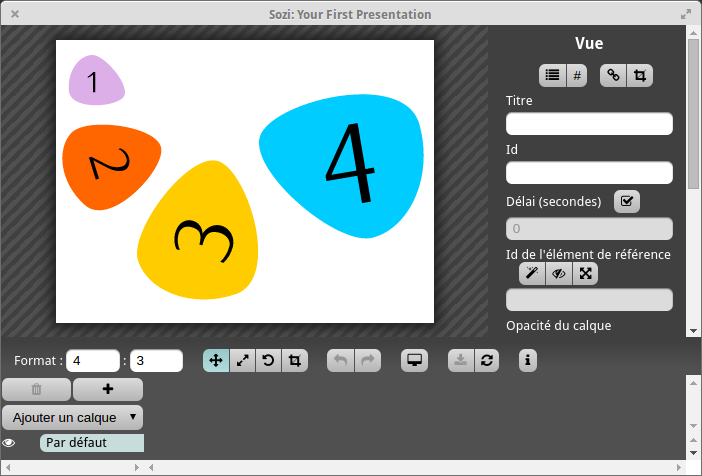 Sozi: Your First Presentation
1
2
3
4
Vue
#
Titre
Id
Délai (secondes)
0
Id de l'élément de référence
Opacité du calque
Format : 4 : 3
Ajouter un calque
Par défaut